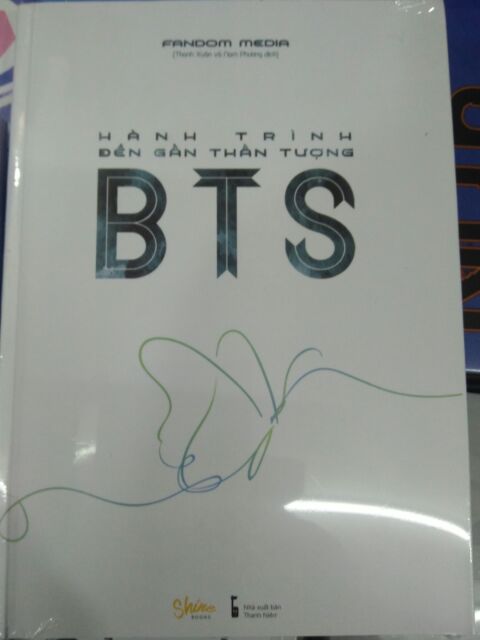 FANDOM MEDIA
(Thanh Xuân và Nam Phương dịch)
HÀNH TRÌNH
ĐẾN GẦN THẦN TƯỢNG
BTS
Shine
BOOKS
Nhà xuất bản
Thanh Niên